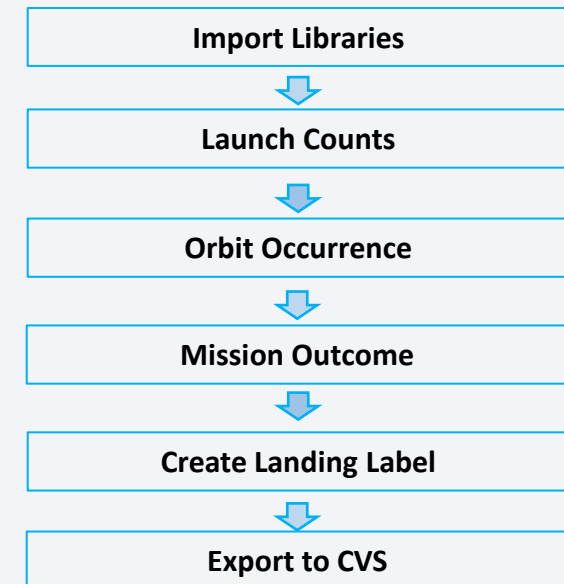 Import Libraries
Launch Counts
Orbit Occurrence
Mission Outcome
Create Landing Label
Export to CVS